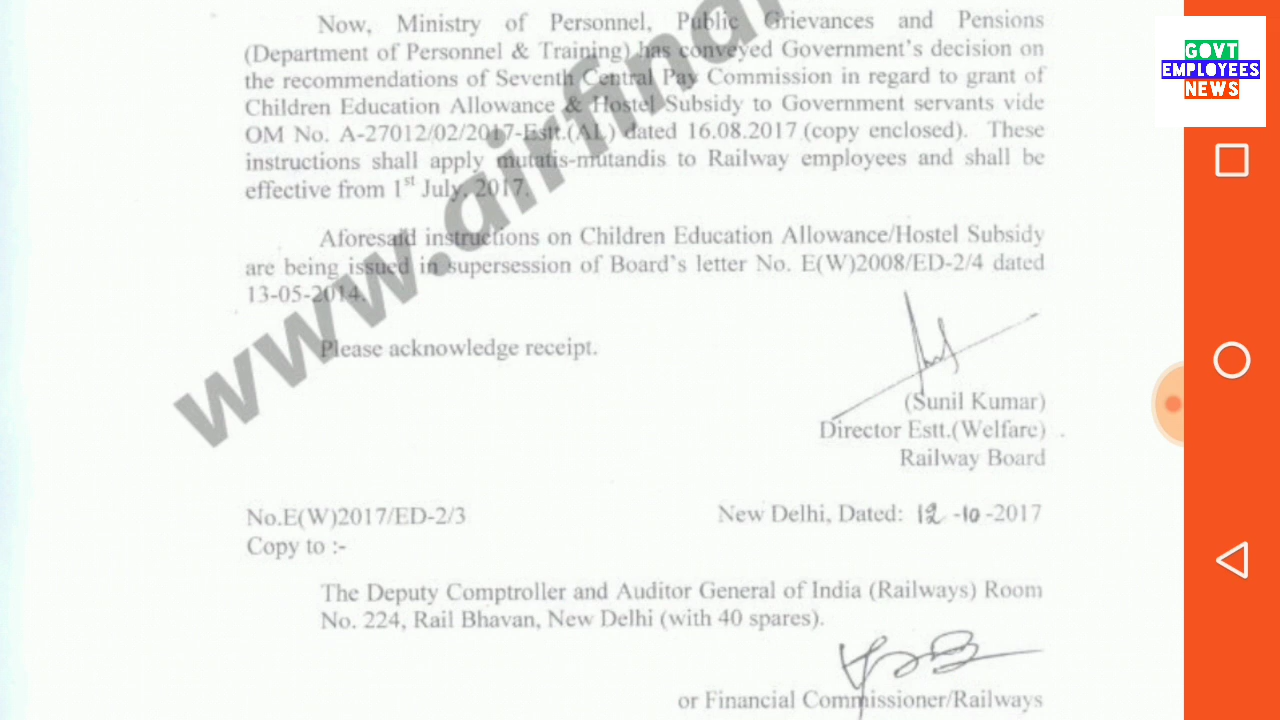 Now, Ministry of Personnel, Public Grievances and Pensions
(Department of Personnel & Training) has conveyed Government's decision on
the recommendations of Seventh Central Pay Commission in regard to grant of
Children Education Allowance & Hostel Subsidy to Government servants vide
OM No. A-27012/02/2017-Estt.(AL) dated 16.08.2017 (copy enclosed). These
instructions shall apply mutatis-mutandis to Railway employees and shall be
effective from 1st July, 2017.
Aforesaid instructions on Children Education Allowance/Hostel Subsidy
are being issued in supersession of Board's letter No. E(W)2008/ED-2/4 dated
13-05-2014.
Please acknowledge receipt.
(Sunil Kumar)
Director Estt.(Welfare)
Railway Board
No.E(W)2017/ED-2/3 New Delhi, Dated: 12-10-2017
Copy to :-
The Deputy Comptroller and Auditor General of India (Railways) Room
No. 224, Rail Bhavan, New Delhi (with 40 spares).
or Financial Commissioner/Railways
www.airfina
GOVT
EMPLOYEES
NEWS